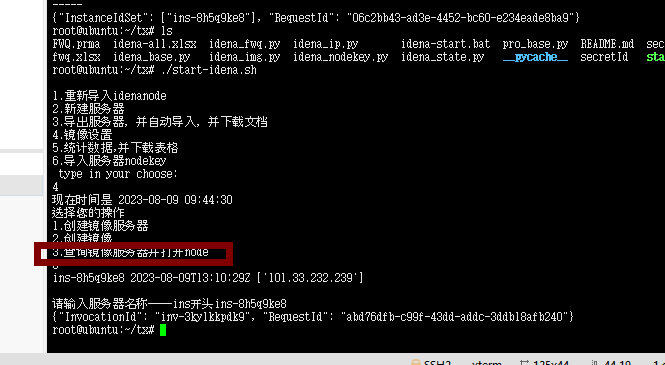 -----
{"InstanceIdSet": ["ins-8h5q9ke8"], "RequestId": "06c2bb43-ad3e-4452-bc60-e234eade8ba9"}
root@ubuntu:~/tx# ls
FWQ.prma idena-all.xlsx idena_fwq.py idena_ip.py idena-start.bat pro_base.py README.md sec
fwq.xlsx idena_base.py idena_img.py idena_nodekey.py idena_state.py __pycache__ secretId sta
root@ubuntu:~/tx# ./start-idena.sh
1.重新导入idenanode
2.新建服务器
3.导出服务器, 并自动导入, 并下载文档
4.镜像设置
5.统计数据,并下载表格
6.导入服务器nodekey
type in your choose:
4
现在时间是 2023-08-09 09:44:30
选择您的操作
1.创建镜像服务器
2.创建镜像
3.查询镜像服务器并打开node
ins-8h5q9ke8 2023-08-09T13:10:29Z ['101.33.232.239']
请输入服务器名称----ins开头ins-8h5q9ke8
{"InvocationId": "inv-3kylkkpdk9", "RequestId": "abd76dfb-c99f-43dd-addc-3ddb18afb240"}
root@ubuntu:~/tx#
SSH2 xterm 125x44 44,19